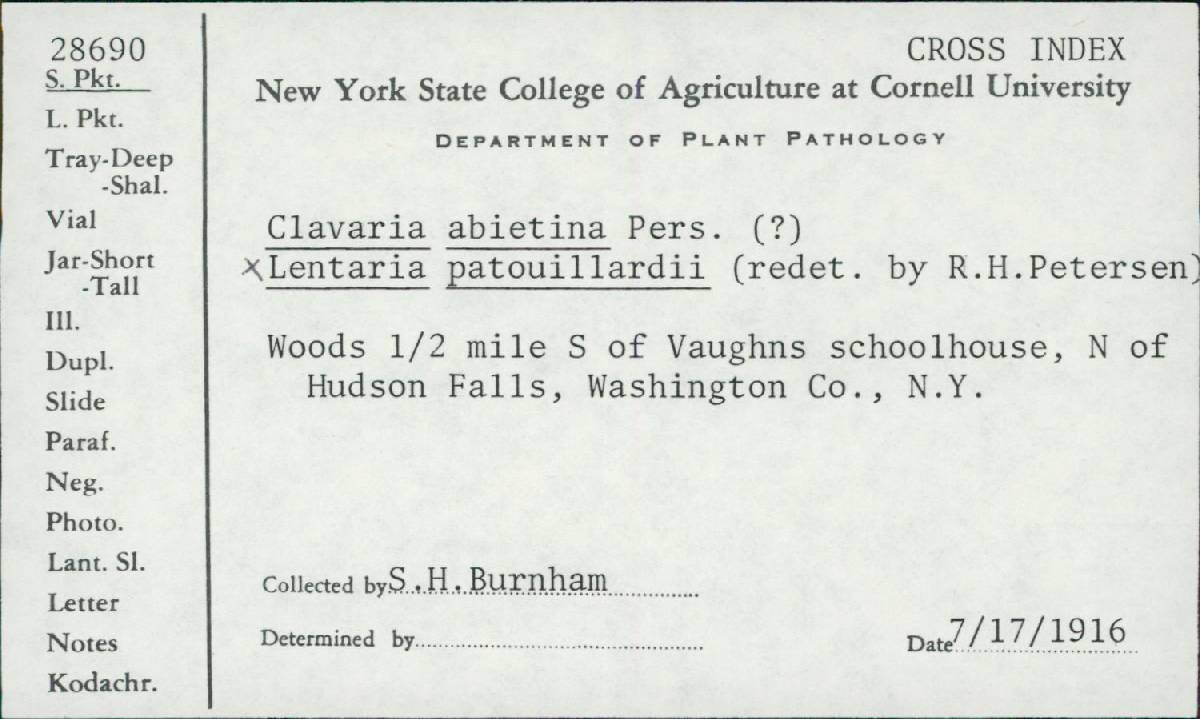 28690
S. Pkt.
L. Pkt.
Tray-Deep
-Shal.
Vial
Jar-Short
-Tall
Ill.
Dupl.
Slide
Paraf.
Neg.
Photo.
Lant. Sl.
Letter
Notes
Kodachr.
CROSS INDEX
New York State College of Agriculture at Cornell University
DEPARTMENT OF PLANT PATHOLOGY
Clavaria abietina Pers. (?)
×Lentaria patouillardii (redet. by R.H.Petersen)
Woods 1/2 mile S of Vaughns schoolhouse, N of
Hudson Falls, Washington Co., N.Y.
Collected by S.H.Burnham
Determined by
Date 7/17/1916